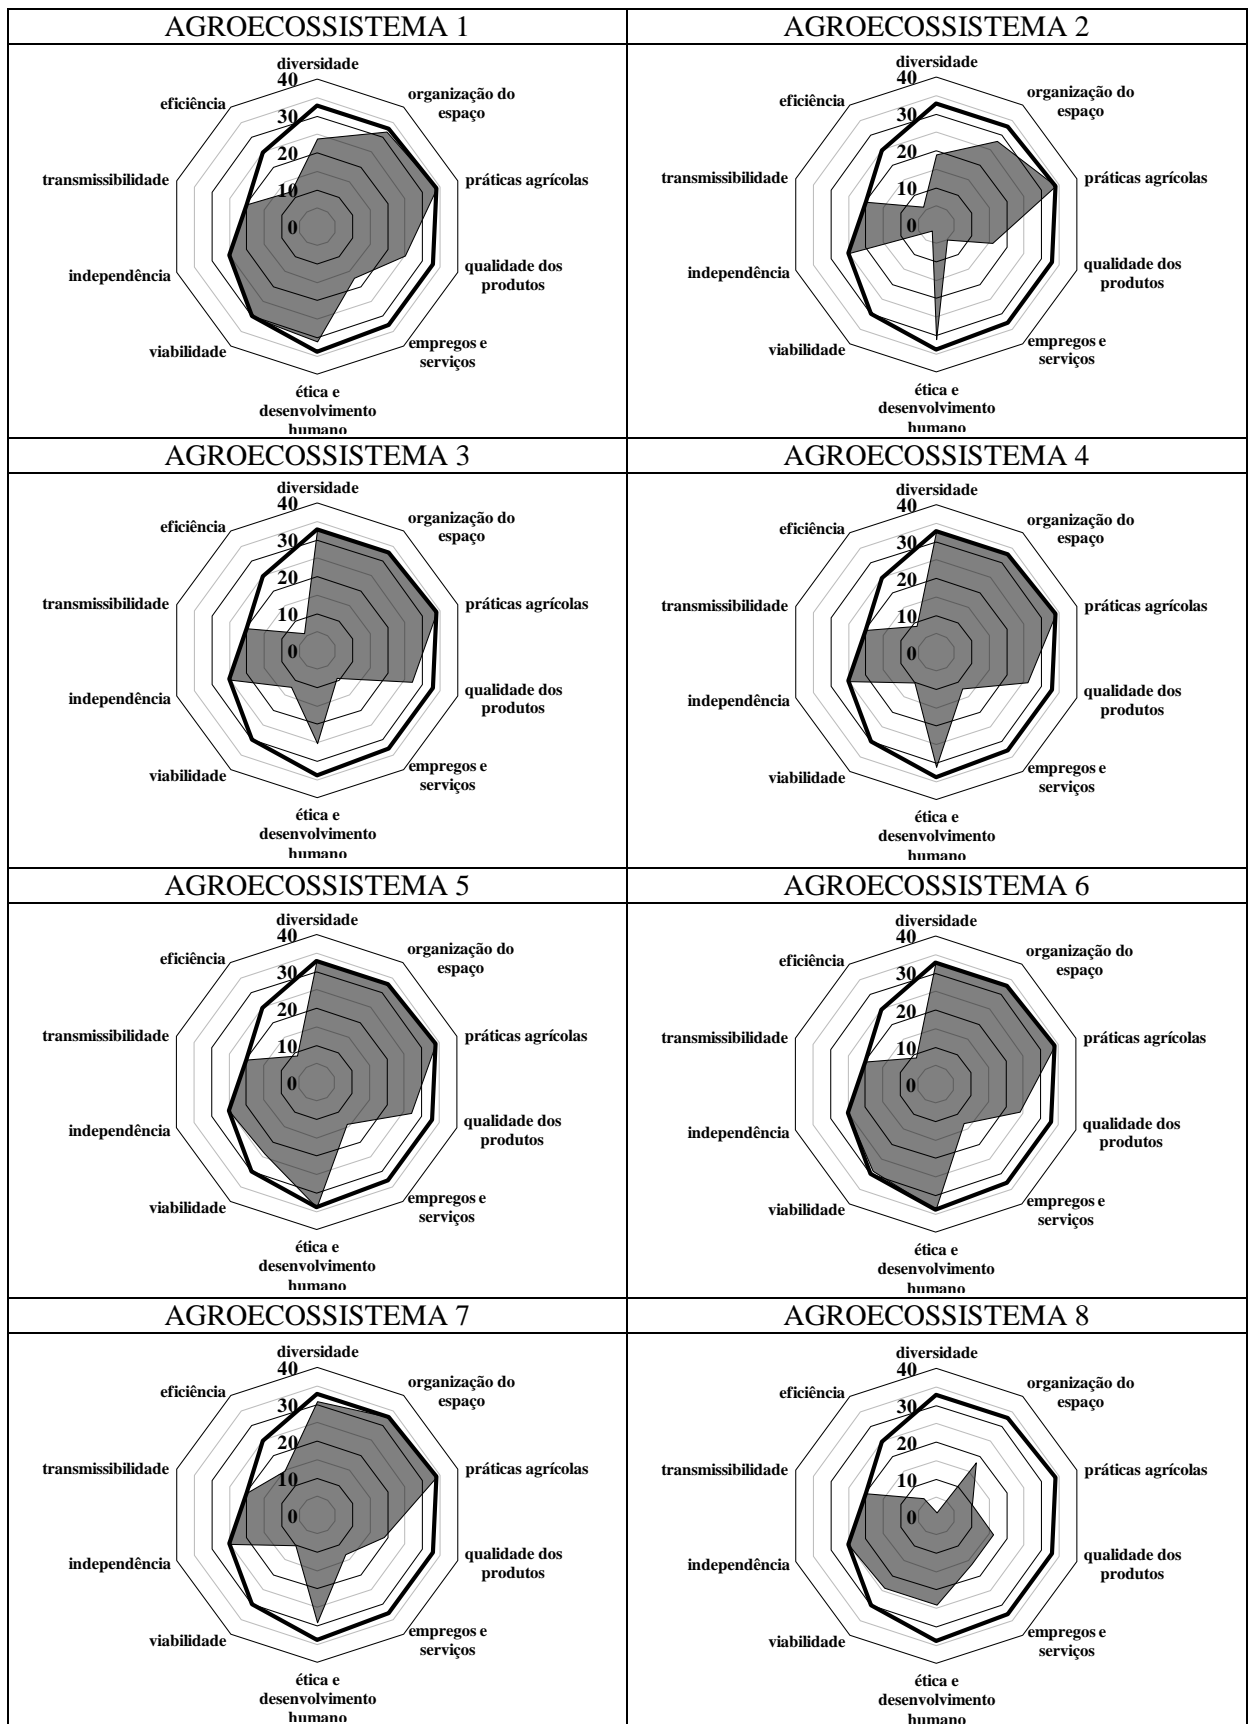 AGROECOSSISTEMA 1
diversidade
40
organização do
espaço
eficiência
30
20
transmissibilidade
práticas agrícolas
10
0
independência
qualidade dos
produtos
viabilidade
empregos e
serviços
ética e
desenvolvimento
humano
AGROECOSSISTEMA 2
diversidade
40
organização do
espaço
eficiência
30
20
transmissibilidade
práticas agrícolas
10
0
independência
qualidade dos
produtos
viabilidade
empregos e
serviços
ética e
desenvolvimento
humano
AGROECOSSISTEMA 3
diversidade
40
organização do
espaço
eficiência
30
20
transmissibilidade
práticas agrícolas
10
0
independência
qualidade dos
produtos
viabilidade
empregos e
serviços
ética e
desenvolvimento
humano
AGROECOSSISTEMA 4
diversidade
40
organização do
espaço
eficiência
30
20
transmissibilidade
práticas agrícolas
10
0
independência
qualidade dos
produtos
viabilidade
empregos e
serviços
ética e
desenvolvimento
humano
AGROECOSSISTEMA 5
diversidade
40
organização do
espaço
eficiência
30
20
transmissibilidade
práticas agrícolas
10
0
independência
qualidade dos
produtos
viabilidade
empregos e
serviços
ética e
desenvolvimento
humano
AGROECOSSISTEMA 6
diversidade
40
organização do
espaço
eficiência
30
20
transmissibilidade
práticas agrícolas
10
0
independência
qualidade dos
produtos
viabilidade
empregos e
serviços
ética e
desenvolvimento
humano
AGROECOSSISTEMA 7
diversidade
40
organização do
espaço
eficiência
30
20
transmissibilidade
práticas agrícolas
10
0
independência
qualidade dos
produtos
viabilidade
empregos e
serviços
ética e
desenvolvimento
humano
AGROECOSSISTEMA 8
diversidade
40
organização do
espaço
eficiência
30
20
transmissibilidade
práticas agrícolas
10
0
independência
qualidade dos
produtos
viabilidade
empregos e
serviços
ética e
desenvolvimento
humano